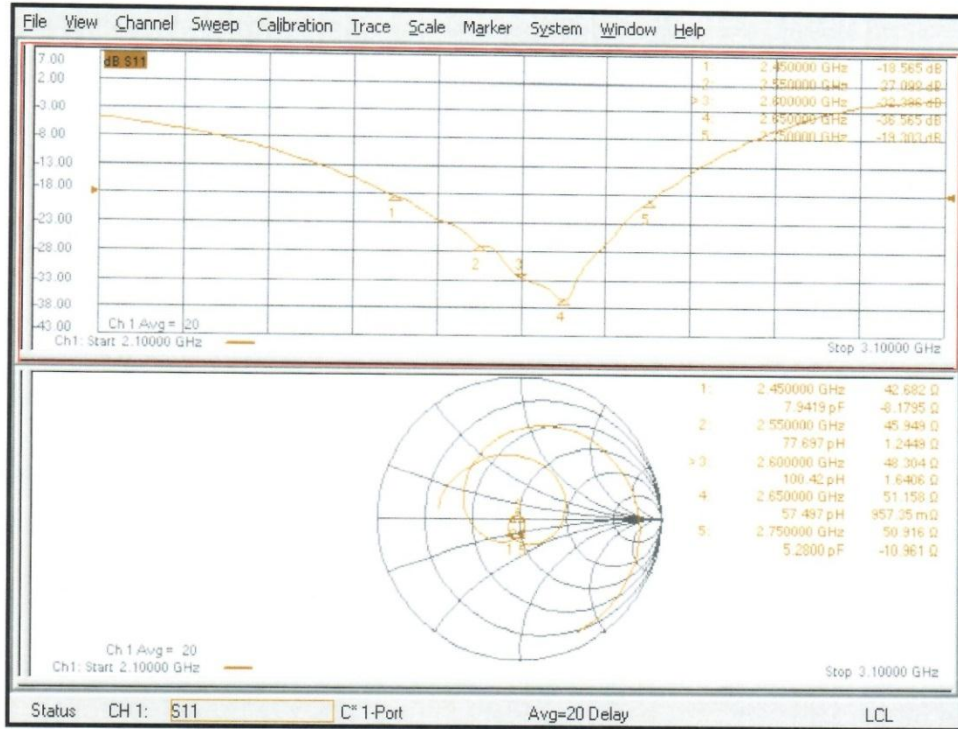 File View Channel Sweep Calibration Trace Scale Marker System Window Help
7.00
2.00
-3.00
-8.00
-13.00
-18.00
-28.00
-33.00
-38.00
-43.00
dB S11
1: 2.450000 GHz -18.565 dB
2: 2.550000 GHz -27.098 dB
> 3: 2.600000 GHz -32.396 dB
4: 2.650000 GHz -36.565 dB
5: 2.750000 GHz -19.303 dB
1
2
3
4
5
Ch 1 Avg = 20
Ch1: Start 2.10000 GHz
Stop 3.10000 GHz
1: 2.450000 GHz 42.682 Ω
7.9419 pF -8.1795 Ω
2: 2.550000 GHz 45.949 Ω
77.697 pH 1.2449 Ω
> 3: 2.600000 GHz 48.304 Ω
100.42 pH 1.6406 Ω
4: 2.650000 GHz 51.158 Ω
57.497 pH 957.35 mΩ
5: 2.750000 GHz 50.916 Ω
5.2800 pF -10.961 Ω
1
Ch 1 Avg = 20
Ch1: Start 2.10000 GHz
Stop 3.10000 GHz
Status CH 1: S11 C* 1-Port Avg=20 Delay LCL